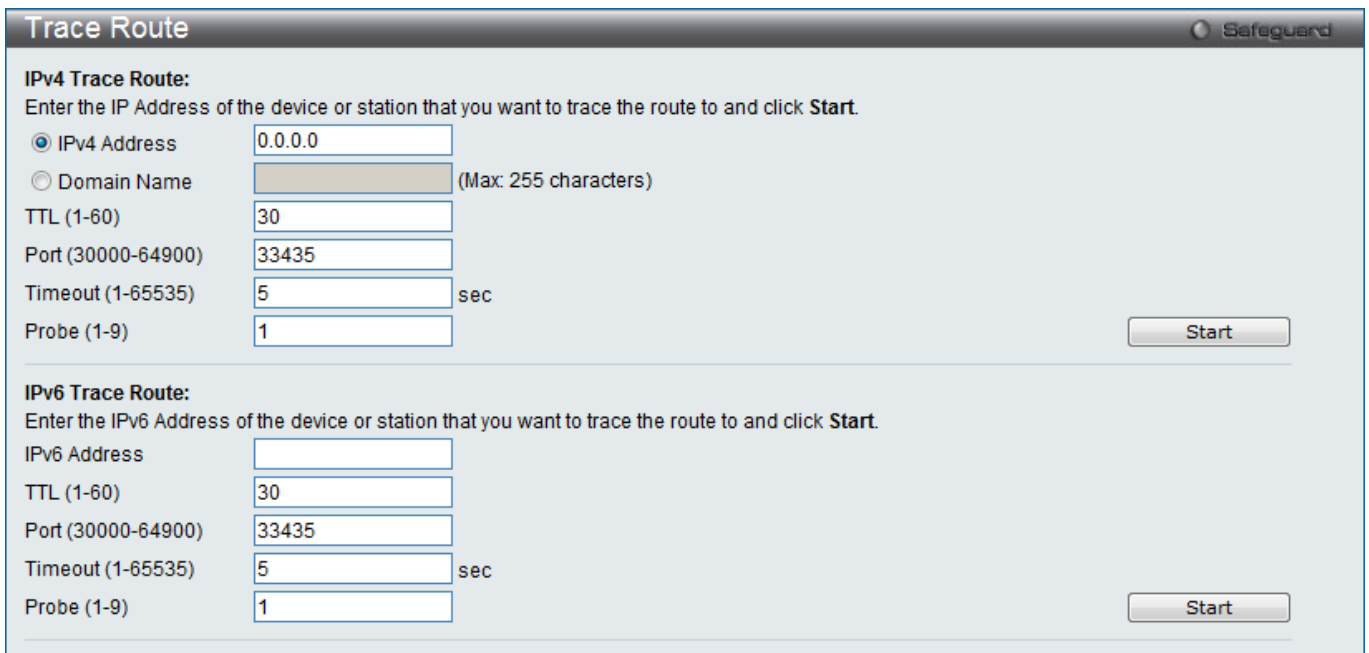 Trace Route
Safeguard
IPv4 Trace Route:
Enter the IP Address of the device or station that you want to trace the route to and click Start.
IPv4 Address 0.0.0.0
Domain Name (Max: 255 characters)
TTL (1-60) 30
Port (30000-64900) 33435
Timeout (1-65535) 5 sec
Probe (1-9) 1 Start
IPv6 Trace Route:
Enter the IPv6 Address of the device or station that you want to trace the route to and click Start.
IPv6 Address
TTL (1-60) 30
Port (30000-64900) 33435
Timeout (1-65535) 5 sec
Probe (1-9) 1 Start